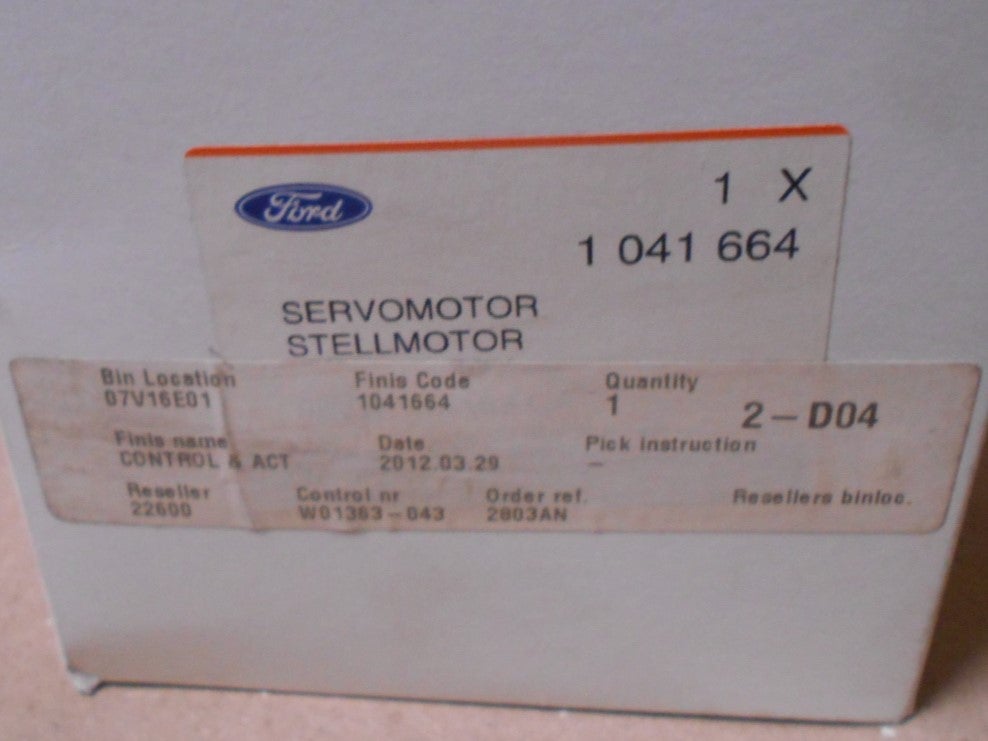 Ford
1 X
1 041 664
SERVOMOTOR
STELLMOTOR
Bin Location Finis Code Quantity
07V16E01 1041664 1 2-D04
Finis name Date Pick instruction
CONTROL & ACT 2012.03.29 -
Reseller Control nr Order ref. Resellers binloc.
22600 W01363-043 2803AN